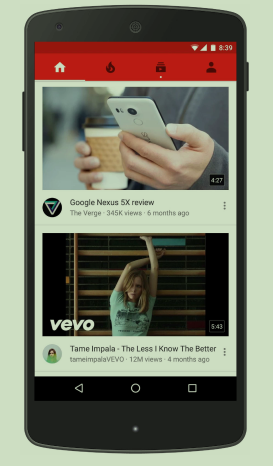 8:39
4:27
Google Nexus 5X review
The Verge · 345K views · 6 months ago
vevo
5:43
Tame Impala - The Less I Know The Better
tameimpalaVEVO · 12M views · 4 months ago